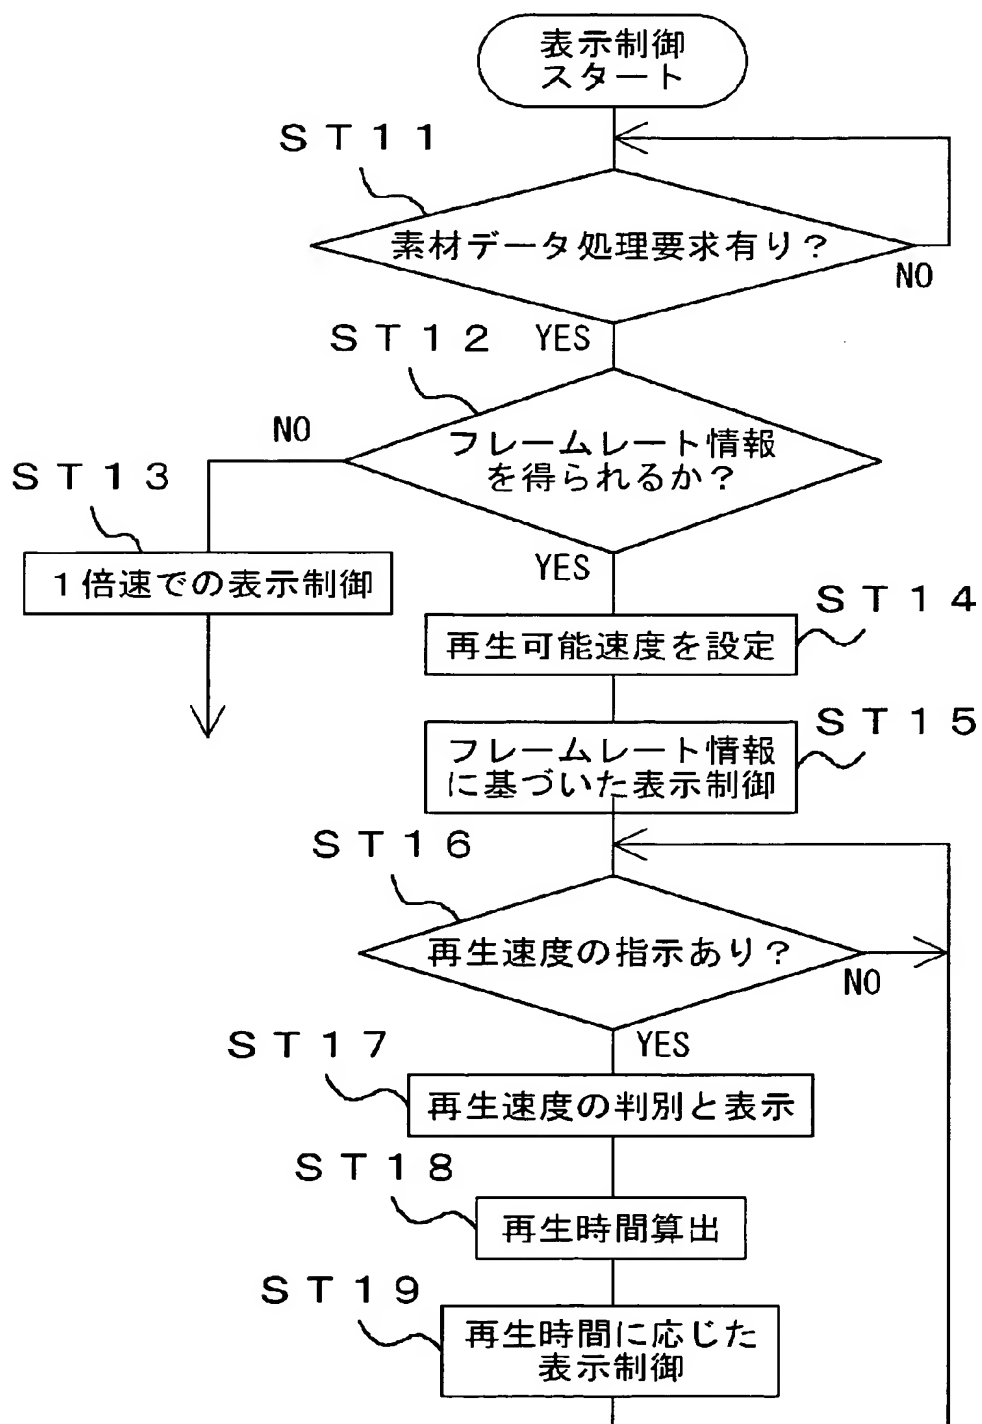 表示制御
スタート
ＳＴ１１
素材データ処理要求有り？
NO
YES
ＳＴ１２
フレームレート情報
を得られるか？
NO
ＳＴ１３
１倍速での表示制御
YES
ＳＴ１４
再生可能速度を設定
ＳＴ１５
フレームレート情報
に基づいた表示制御
ＳＴ１６
再生速度の指示あり？
NO
YES
ＳＴ１７
再生速度の判別と表示
ＳＴ１８
再生時間算出
ＳＴ１９
再生時間に応じた
表示制御